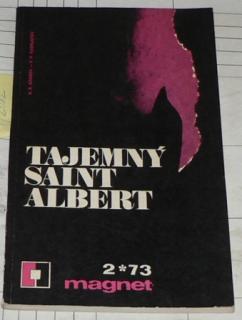 TAJEMNÝ
SAINT
ALBERT
2*73
magnet